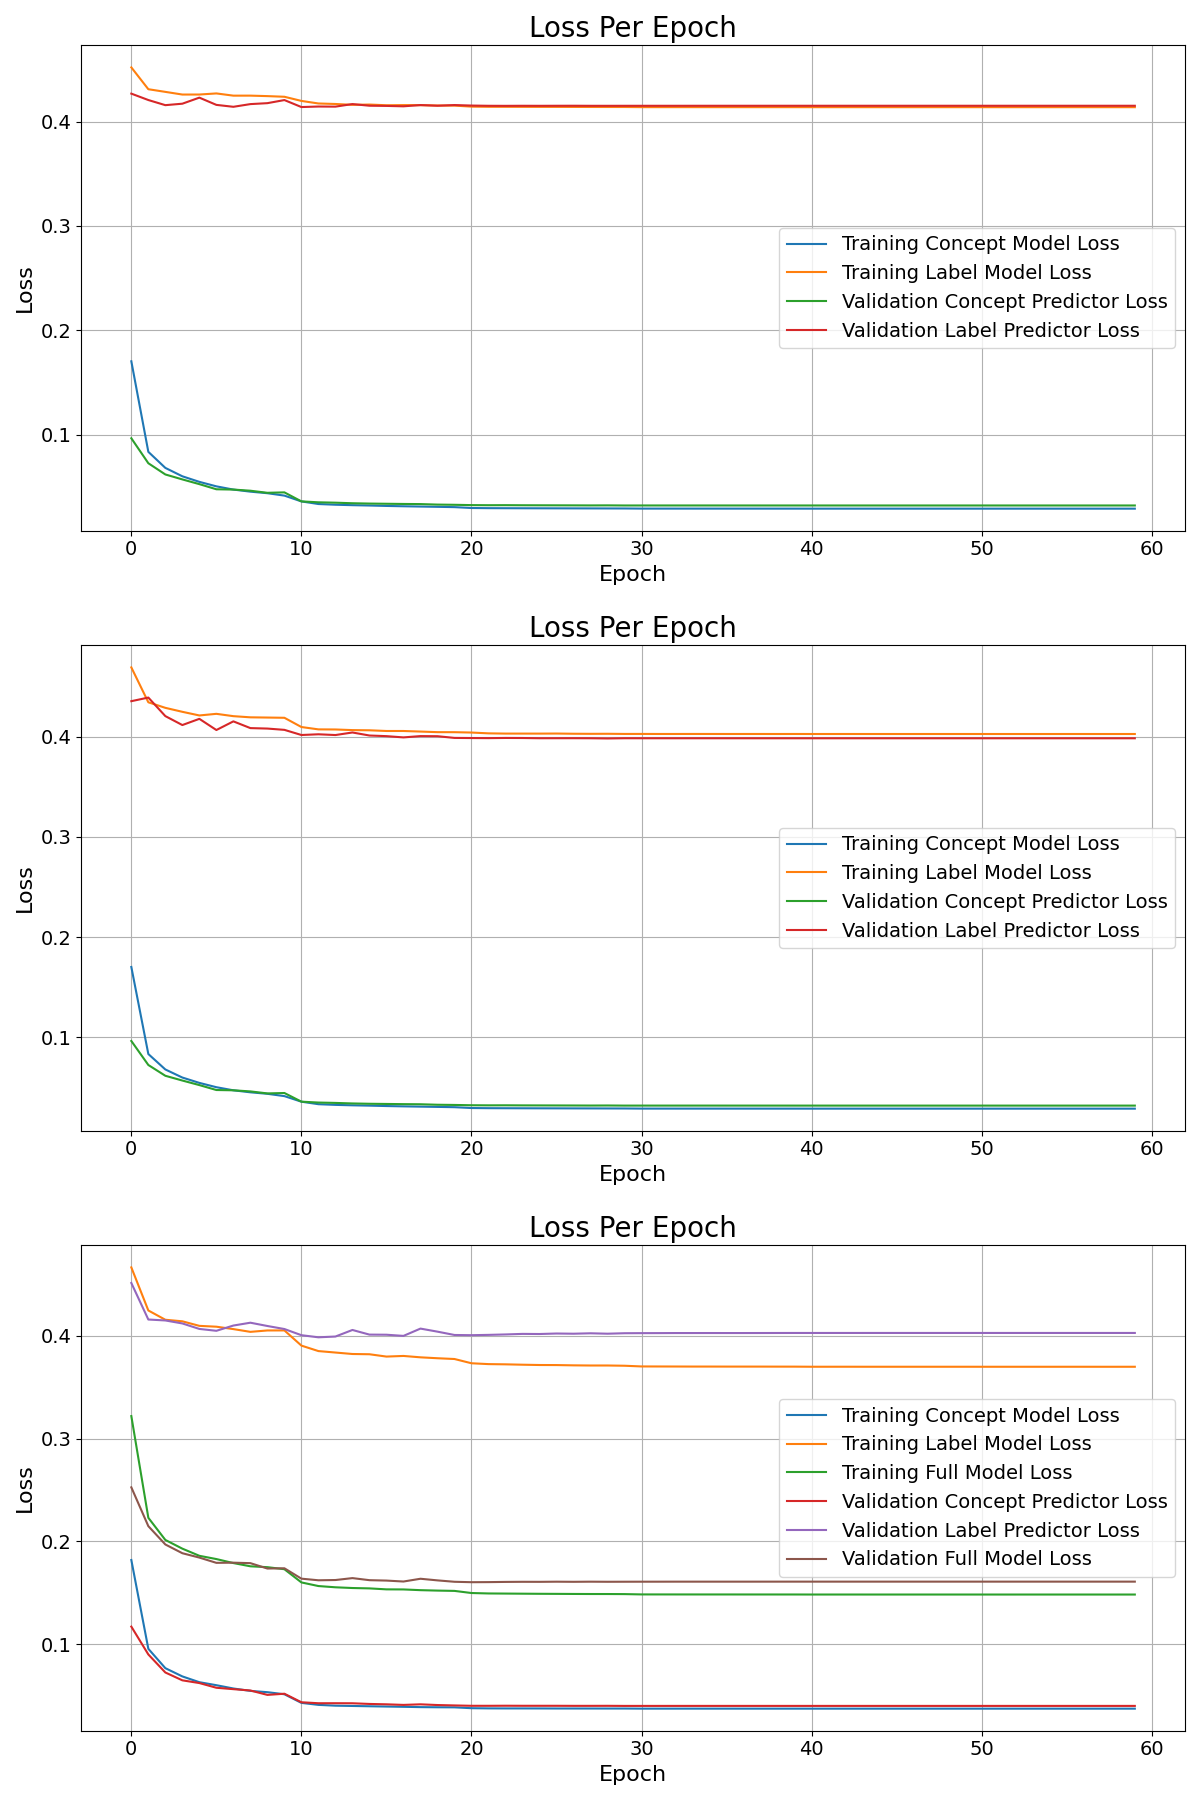 Loss Per Epoch
0.4
0.3
0.2
0.1
Loss
Training Concept Model Loss
Training Label Model Loss
Validation Concept Predictor Loss
Validation Label Predictor Loss
0 10 20 30 40 50 60
Epoch
Loss Per Epoch
0.4
0.3
0.2
0.1
Loss
Training Concept Model Loss
Training Label Model Loss
Validation Concept Predictor Loss
Validation Label Predictor Loss
0 10 20 30 40 50 60
Epoch
Loss Per Epoch
0.4
0.3
0.2
0.1
Loss
Training Concept Model Loss
Training Label Model Loss
Training Full Model Loss
Validation Concept Predictor Loss
Validation Label Predictor Loss
Validation Full Model Loss
0 10 20 30 40 50 60
Epoch